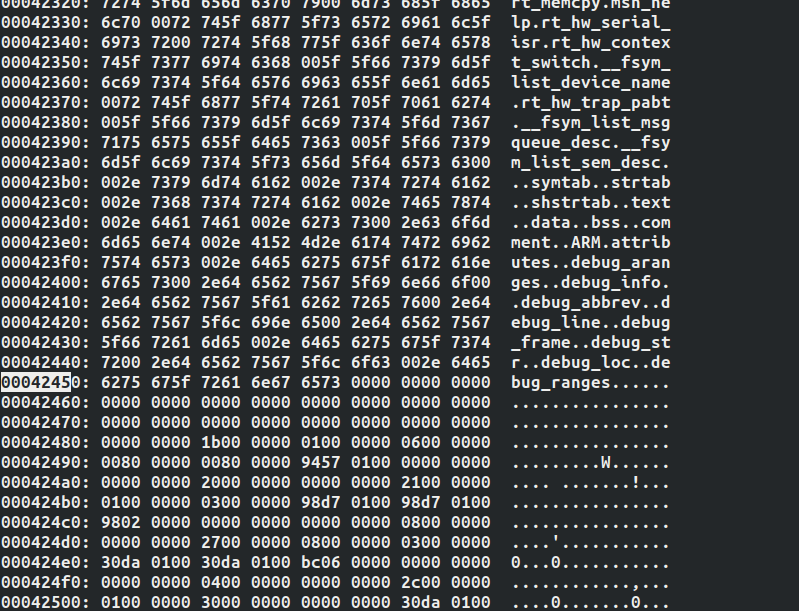 00042320: 7274 5f6d 656d 6370 7900 6d73 685f 6865 rt_memcpy.msh_he
00042330: 6c70 0072 745f 6877 5f73 6572 6961 6c5f lp.rt_hw_serial_
00042340: 6973 7200 7274 5f68 775f 636f 6e74 6578 isr.rt_hw_contex
00042350: 745f 7377 6974 6368 005f 5f66 7379 6d5f t_switch.__fsym_
00042360: 6c69 7374 5f64 6576 6963 655f 6e61 6d65 list_device_name
00042370: 0072 745f 6877 5f74 7261 705f 7061 6274 .rt_hw_trap_pabt
00042380: 005f 5f66 7379 6d5f 6c69 7374 5f6d 7367 .__fsym_list_msg
00042390: 7175 6575 655f 6465 7363 005f 5f66 7379 queue_desc.__fsy
000423a0: 6d5f 6c69 7374 5f73 656d 5f64 6573 6300 m_list_sem_desc.
000423b0: 002e 7379 6d74 6162 002e 7374 7274 6162 ..symtab..strtab
000423c0: 002e 7368 7374 7274 6162 002e 7465 7874 ..shstrtab..text
000423d0: 002e 6461 7461 002e 6273 7300 2e63 6f6d ..data..bss..com
000423e0: 6d65 6e74 002e 4152 4d2e 6174 7472 6962 ment..ARM.attrib
000423f0: 7574 6573 002e 6465 6275 675f 6172 616e utes..debug_aran
00042400: 6765 7300 2e64 6562 7567 5f69 6e66 6f00 ges..debug_info.
00042410: 2e64 6562 7567 5f61 6262 7265 7600 2e64 .debug_abbrev..d
00042420: 6562 7567 5f6c 696e 6500 2e64 6562 7567 ebug_line..debug
00042430: 5f66 7261 6d65 002e 6465 6275 675f 7374 _frame..debug_st
00042440: 7200 2e64 6562 7567 5f6c 6f63 002e 6465 r..debug_loc..de
00042450: 6275 675f 7261 6e67 6573 0000 0000 0000 bug_ranges......
00042460: 0000 0000 0000 0000 0000 0000 0000 0000 ................
00042470: 0000 0000 0000 0000 0000 0000 0000 0000 ................
00042480: 0000 0000 1b00 0000 0100 0000 0600 0000 ................
00042490: 0080 0000 0080 0000 9457 0100 0000 0000 .........W......
000424a0: 0000 0000 2000 0000 0000 0000 2100 0000 .... .......!...
000424b0: 0100 0000 0300 0000 98d7 0100 98d7 0100 ................
000424c0: 9802 0000 0000 0000 0000 0000 0800 0000 ................
000424d0: 0000 0000 2700 0000 0800 0000 0300 0000 ....'...........
000424e0: 30da 0100 30da 0100 bc06 0000 0000 0000 0...0...........
000424f0: 0000 0000 0400 0000 0000 0000 2c00 0000 ............,...
00042500: 0100 0000 3000 0000 0000 0000 30da 0100 ....0.......0...